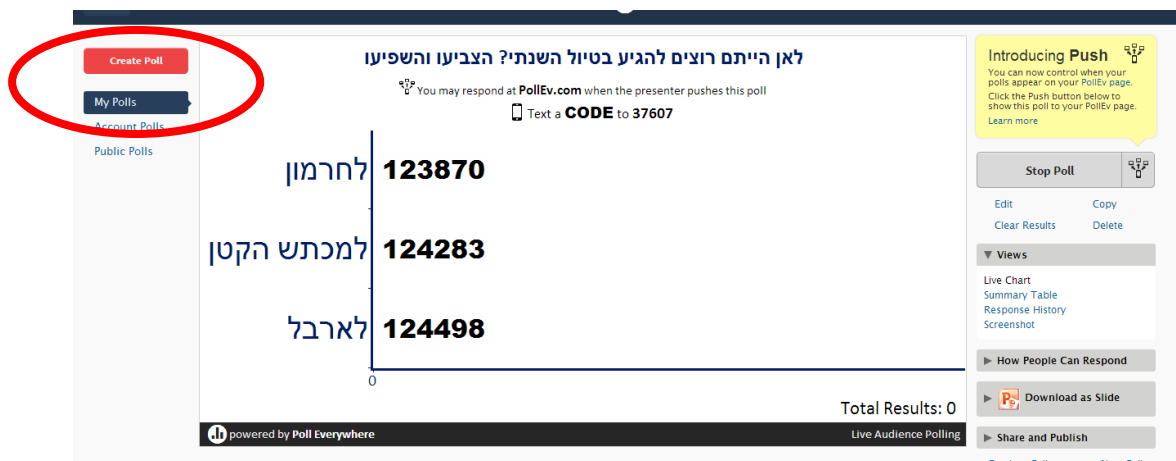 Create Poll
My Polls
Account Polls
Public Polls
לאן הייתם רוצים להגיע בטיול השנתי? הצביעו והשפיעו
You may respond at PollEv.com when the presenter pushes this poll
Text a CODE to 37607
לחרמון 123870
למכתש הקטן 124283
לארבל 124498
0
Total Results: 0
powered by Poll Everywhere
Live Audience Polling
Introducing Push
You can now control when your
polls appear on your PollEv page.
Click the Push button below to
show this poll to your PollEv page.
Learn more
Stop Poll
Edit Copy
Clear Results Delete
▼ Views
Live Chart
Summary Table
Response History
Screenshot
▶ How People Can Respond
▶ Download as Slide
▶ Share and Publish